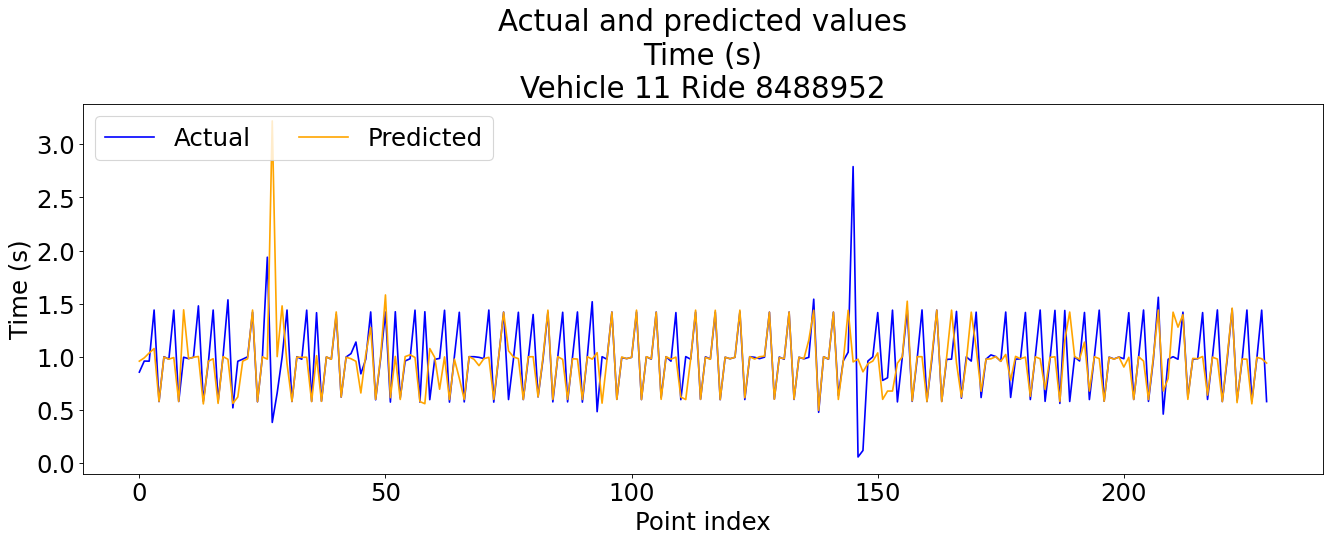 Actual and predicted values
Time (s)
Vehicle 11 Ride 8488952
Actual
Predicted
Time (s)
3.0
2.5
2.0
1.5
1.0
0.5
0.0
0
50
100
150
200
Point index